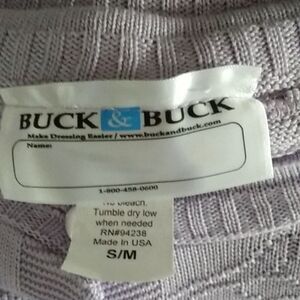 BUCK & BUCK
Make Dressing Easier / www.buckandbuck.com
Name:
1-800-458-0600
No bleach.
Tumble dry low
when needed
RN#94238
Made In USA
S/M